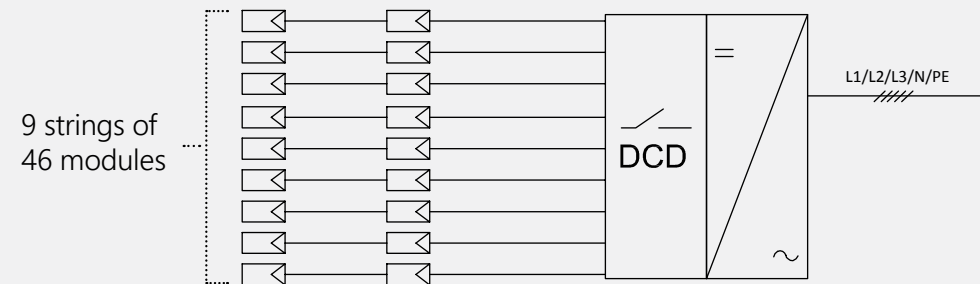 9 strings of
46 modules
DCD
=
~
L1/L2/L3/N/PE